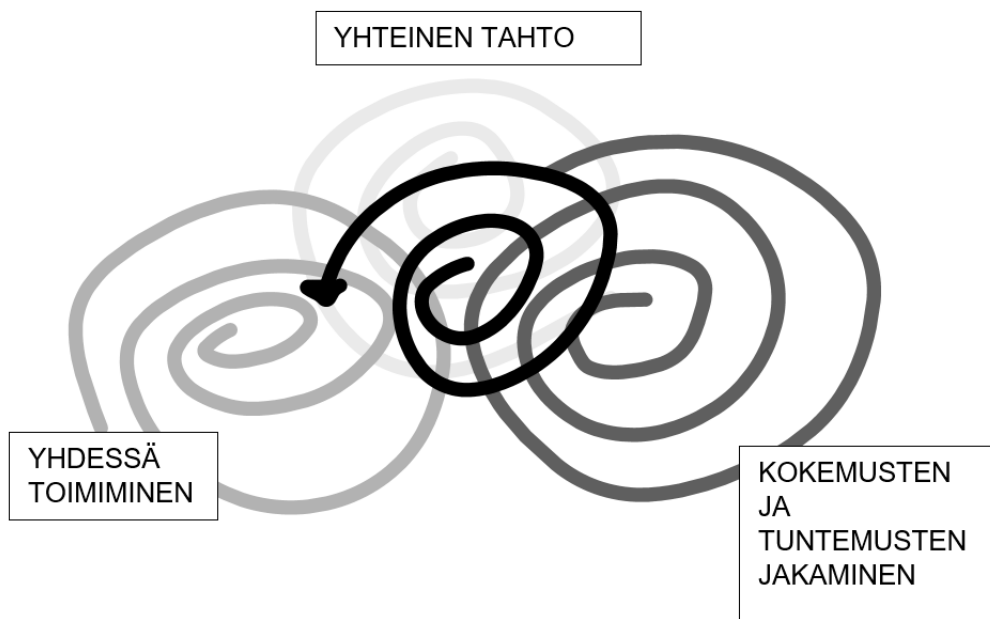 YHTEINEN TAHTO
YHDESSÄ
TOIMIMINEN
KOKEMUSTEN
JA
TUNTEMUSTEN
JAKAMINEN